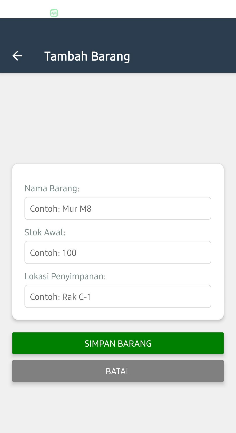 Tambah Barang
Nama Barang:
Contoh: Mur M8
Stok Awal:
Contoh: 100
Lokasi Penyimpanan:
Contoh: Rak C-1
SIMPAN BARANG
BATAL